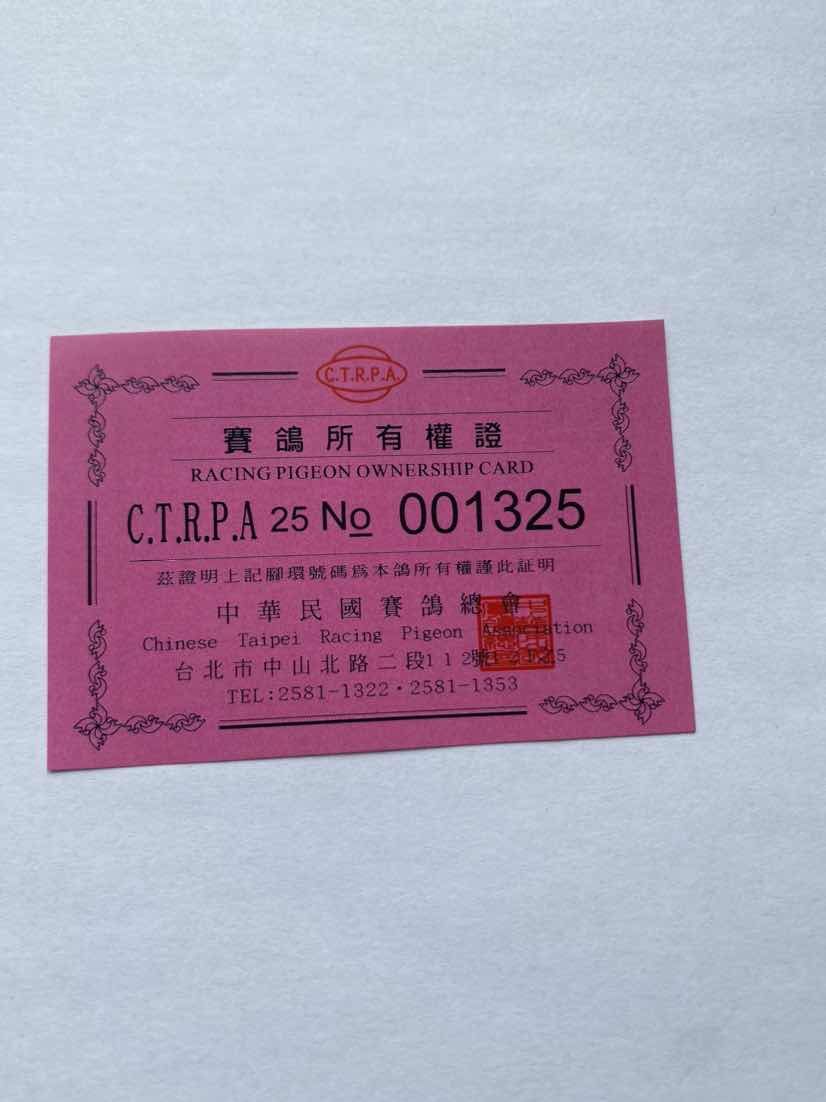 C.T.R.P.A.
賽鴿所有權證
RACING PIGEON OWNERSHIP CARD
C.T.R.P.A 25 No 001325
茲證明上記腳環號碼為本鴿所有權謹此証明
中華民國賽鴿總會
Chinese Taipei Racing Pigeon Association
台北市中山北路二段112號
TEL:2581-1322・2581-1353